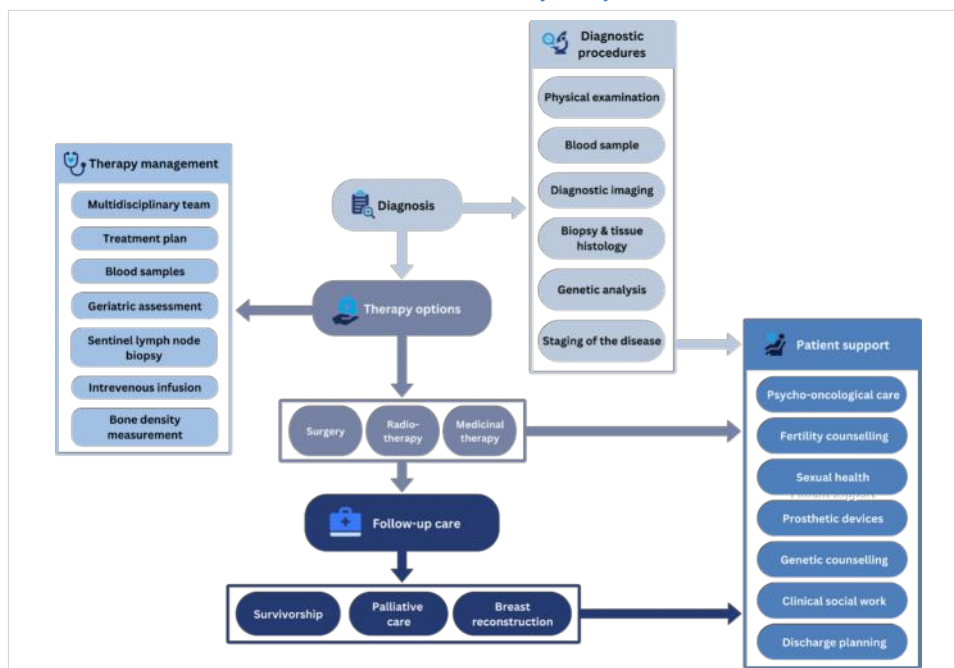 Diagnostic
procedures
Physical examination
Blood sample
Diagnostic imaging
Biopsy & tissue
histology
Genetic analysis
Staging of the disease
Therapy management
Multidisciplinary team
Treatment plan
Blood samples
Geriatric assessment
Sentinel lymph node
biopsy
Intrevenous infusion
Bone density
measurement
Diagnosis
Therapy options
Surgery
Radio-
therapy
Medicinal
therapy
Follow-up care
Survivorship
Palliative
care
Breast
reconstruction
Patient support
Psycho-oncological care
Fertility counselling
Sexual health
Prosthetic devices
Genetic counselling
Clinical social work
Discharge planning